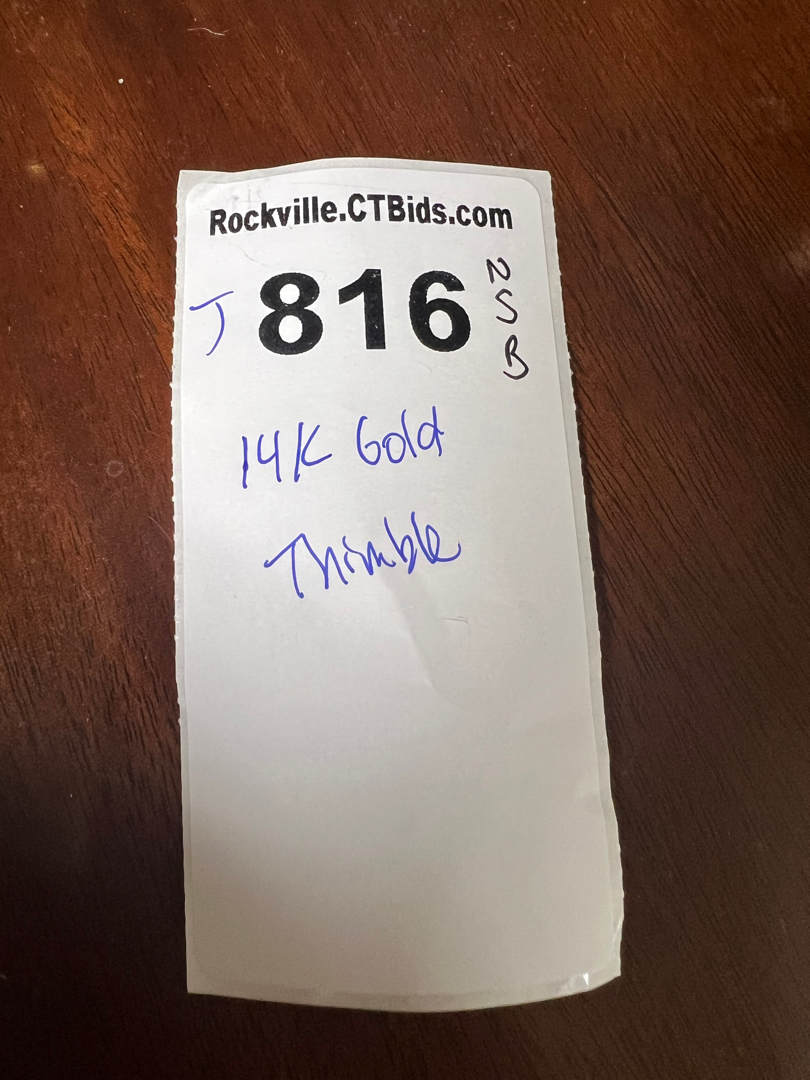 Rockville.CTBids.com
J 816 NSB
14K Gold
Thimble